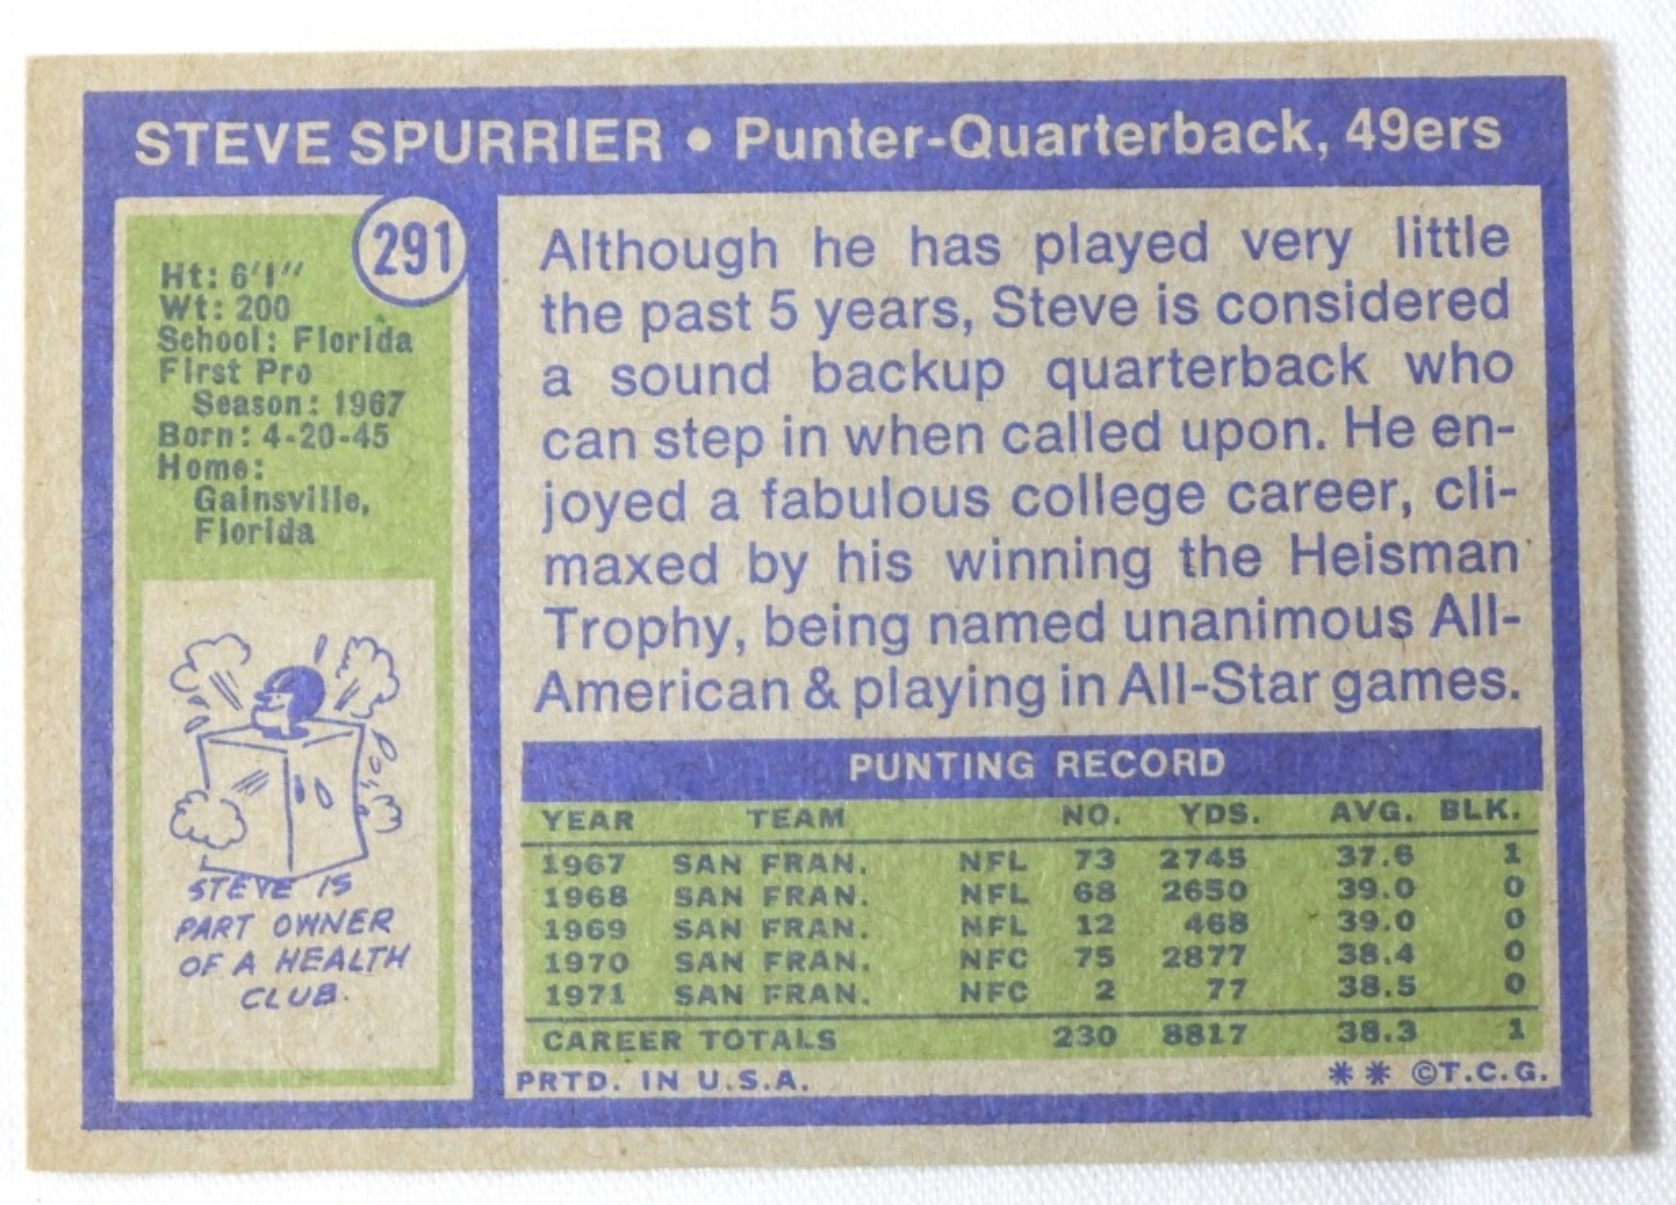 STEVE SPURRIER • Punter-Quarterback, 49ers
291
Ht: 6'1"
Wt: 200
School: Florida
First Pro
Season: 1967
Born: 4-20-45
Home:
Gainsville,
Florida
STEVE IS
PART OWNER
OF A HEALTH
CLUB.
Although he has played very little
the past 5 years, Steve is considered
a sound backup quarterback who
can step in when called upon. He en-
joyed a fabulous college career, cli-
maxed by his winning the Heisman
Trophy, being named unanimous All-
American & playing in All-Star games.
PUNTING RECORD
YEAR TEAM NO. YDS. AVG. BLK.
1967 SAN FRAN. NFL 73 2745 37.6 1
1968 SAN FRAN. NFL 68 2650 39.0 0
1969 SAN FRAN. NFL 12 468 39.0 0
1970 SAN FRAN. NFC 75 2877 38.4 0
1971 SAN FRAN. NFC 2 77 38.5 0
CAREER TOTALS 230 8817 38.3 1
PRTD. IN U.S.A. ** ©T.C.G.